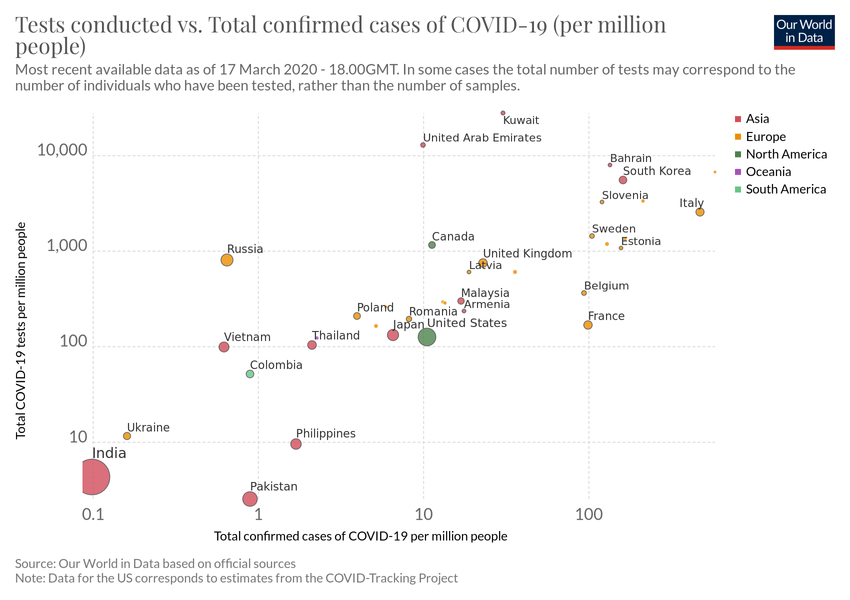 Tests conducted vs. Total confirmed cases of COVID-19 (per million
people)
Our World
in Data
Most recent available data as of 17 March 2020 - 18.00GMT. In some cases the total number of tests may correspond to the
number of individuals who have been tested, rather than the number of samples.
Asia
Europe
North America
Oceania
South America
Total COVID-19 tests per million people
10,000
1,000
100
10
Kuwait
United Arab Emirates
Bahrain
South Korea
Slovenia
Italy
Sweden
Estonia
Canada
Russia
United Kingdom
Latvia
Belgium
Malaysia
Armenia
Poland
Romania
France
Japan
United States
Vietnam
Thailand
Colombia
Ukraine
Philippines
India
Pakistan
0.1
1
10
100
Total confirmed cases of COVID-19 per million people
Source: Our World in Data based on official sources
Note: Data for the US corresponds to estimates from the COVID-Tracking Project